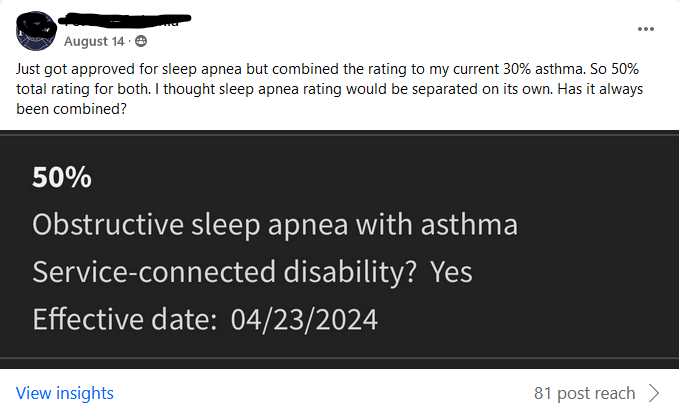 August 14 ·
Just got approved for sleep apnea but combined the rating to my current 30% asthma. So 50%
total rating for both. I thought sleep apnea rating would be separated on its own. Has it always
been combined?
50%
Obstructive sleep apnea with asthma
Service-connected disability? Yes
Effective date: 04/23/2024
View insights
81 post reach